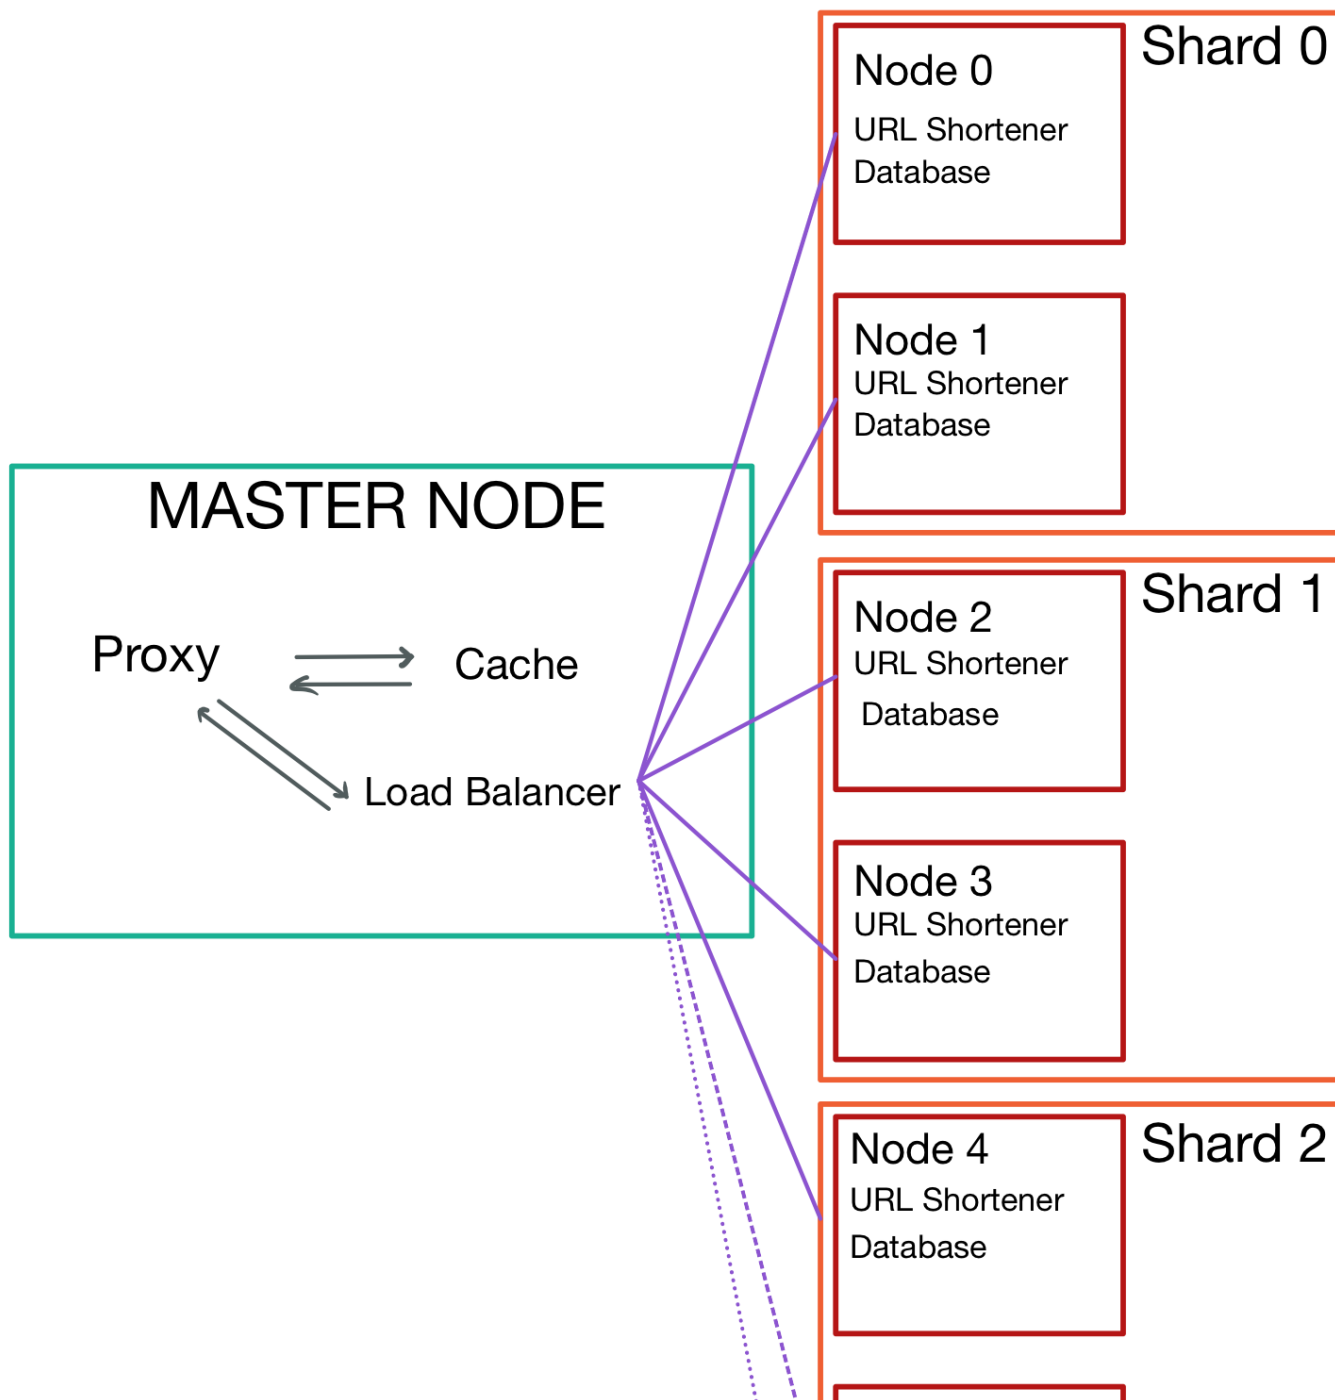 Shard 0
Node 0
URL Shortener
Database
Node 1
URL Shortener
Database
MASTER NODE
Proxy
Cache
Load Balancer
Shard 1
Node 2
URL Shortener
Database
Node 3
URL Shortener
Database
Shard 2
Node 4
URL Shortener
Database